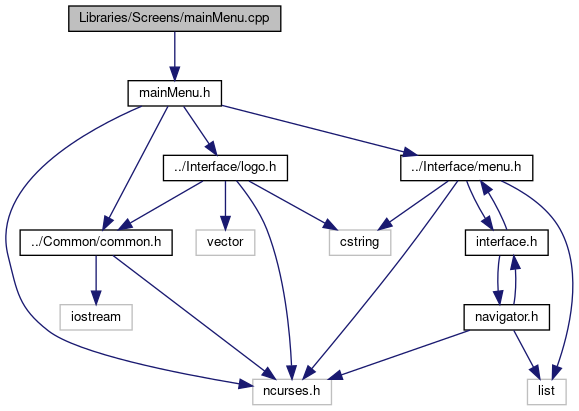 Libraries/Screens/mainMenu.cpp
mainMenu.h
../Interface/logo.h
../Interface/menu.h
../Common/common.h
vector
cstring
interface.h
iostream
navigator.h
ncurses.h
list